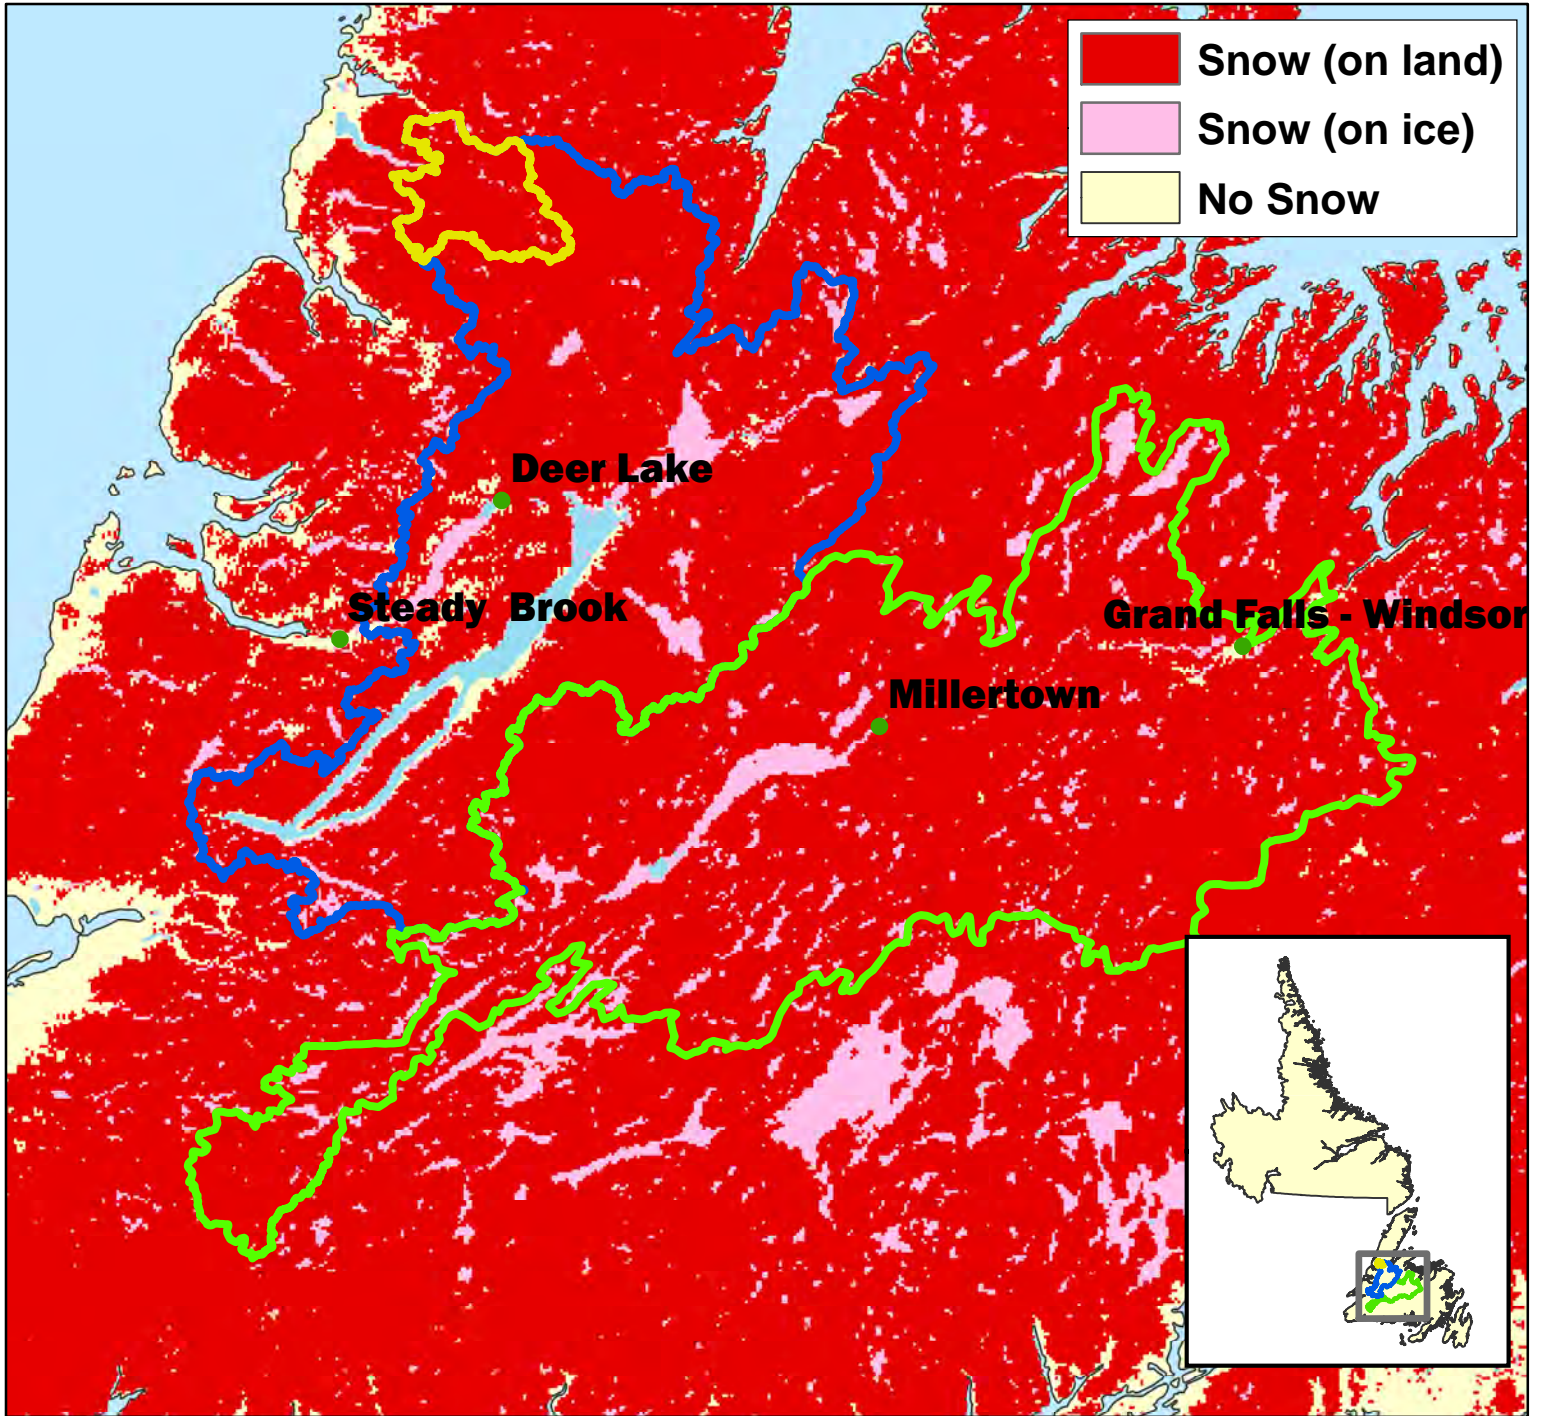 Snow (on land)
Snow (on ice)
No Snow
Deer Lake
Steady Brook
Grand Falls - Windsor
Millertown